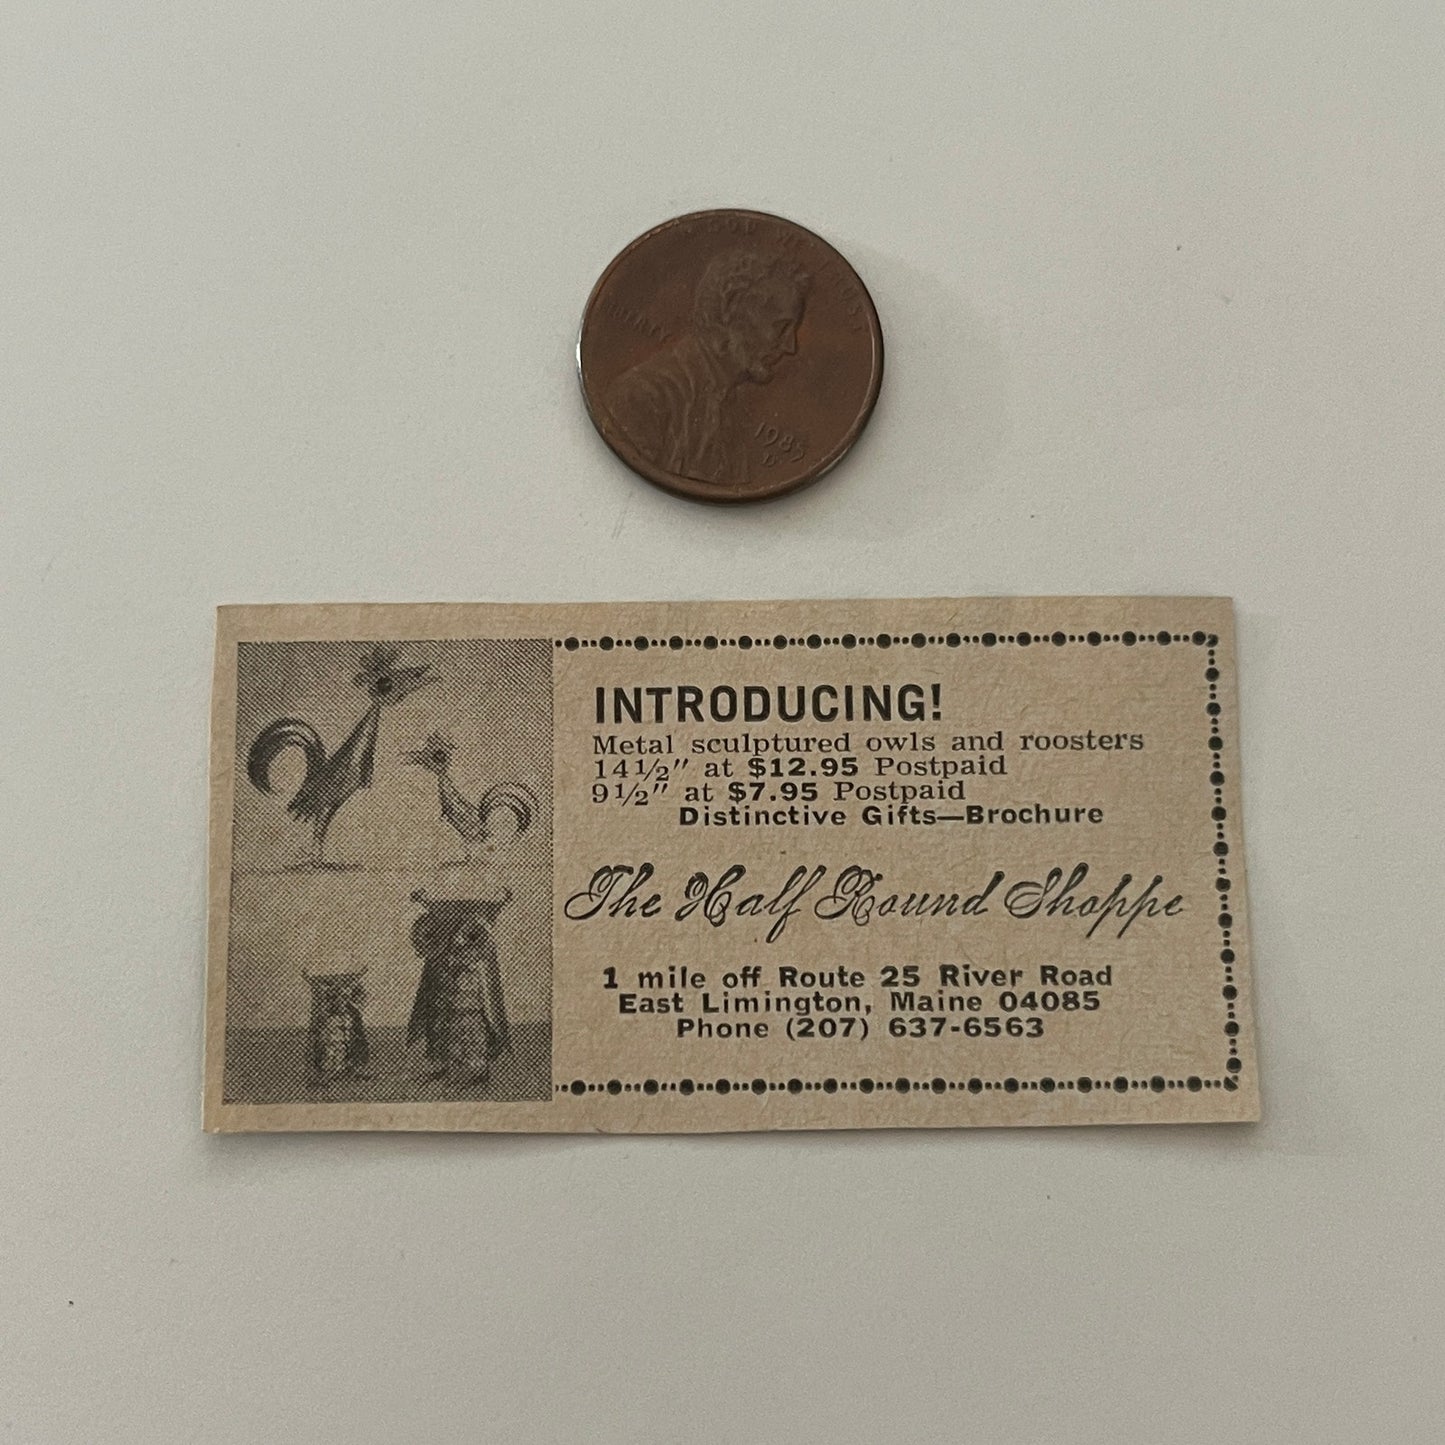 IN GOD WE TRUST
LIBERTY
1985
D
INTRODUCING!
Metal sculptured owls and roosters
14½" at $12.95 Postpaid
9½" at $7.95 Postpaid
Distinctive Gifts—Brochure
The Half Round Shoppe
1 mile off Route 25 River Road
East Limington, Maine 04085
Phone (207) 637-6563